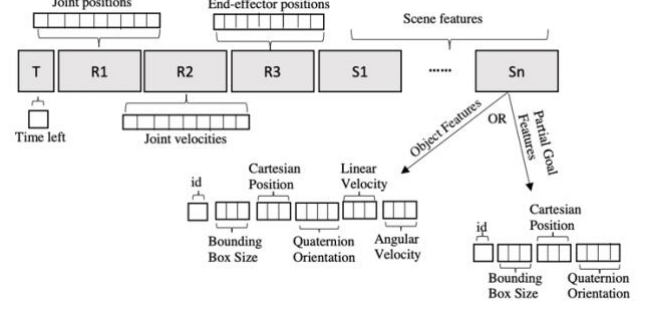 Joint positions
End-effector positions
Scene features
T
R1
R2
R3
S1
......
Sn
Time left
Joint velocities
Object Features
OR
Partial Goal
Features
id
Cartesian
Position
Linear
Velocity
Bounding
Box Size
Quaternion
Orientation
Angular
Velocity
id
Cartesian
Position
Bounding
Box Size
Quaternion
Orientation